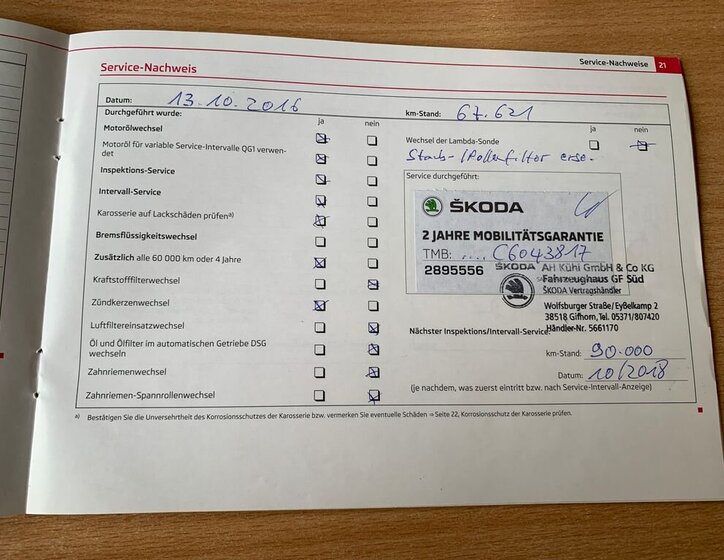 Service-Nachweise 21
Service-Nachweis
Datum: 13.10.2016
km-Stand: 67.621
Durchgeführt wurde: ja nein
ja nein
Motorölwechsel
Wechsel der Lambda-Sonde
Motoröl für variable Service-Intervalle QG1 verwen-
det
Staub-/Pollenfilter erse.
Inspektions-Service
Intervall-Service
Karosserie auf Lackschäden prüfen a)
Bremsflüssigkeitswechsel
Zusätzlich alle 60 000 km oder 4 Jahre
Kraftstofffilterwechsel
Zündkerzenwechsel
Luftfiltereinsatzwechsel
Öl und Ölfilter im automatischen Getriebe DSG
wechseln
Zahnriemenwechsel
Zahnriemen-Spannrollenwechsel
Service durchgeführt:
ŠKODA
2 JAHRE MOBILITÄTSGARANTIE
TMB: .... C6043817
2895556 ŠKODA AH Kühl GmbH & Co KG
Fahrzeughaus GF Süd
ŠKODA Vertragshändler
Wolfsburger Straße/Eyßelkamp 2
38518 Gifhorn, Tel. 05371/807420
Händler-Nr. 5661170
Nächster Inspektions/Intervall-Service:
km-Stand: 90.000
Datum: 10/2018
(je nachdem, was zuerst eintritt bzw. nach Service-Intervall-Anzeige)
a) Bestätigen Sie die Unversehrtheit des Korrosionsschutzes der Karosserie bzw. vermerken Sie eventuelle Schäden ⇒ Seite 22, Korrosionsschutz der Karosserie prüfen.